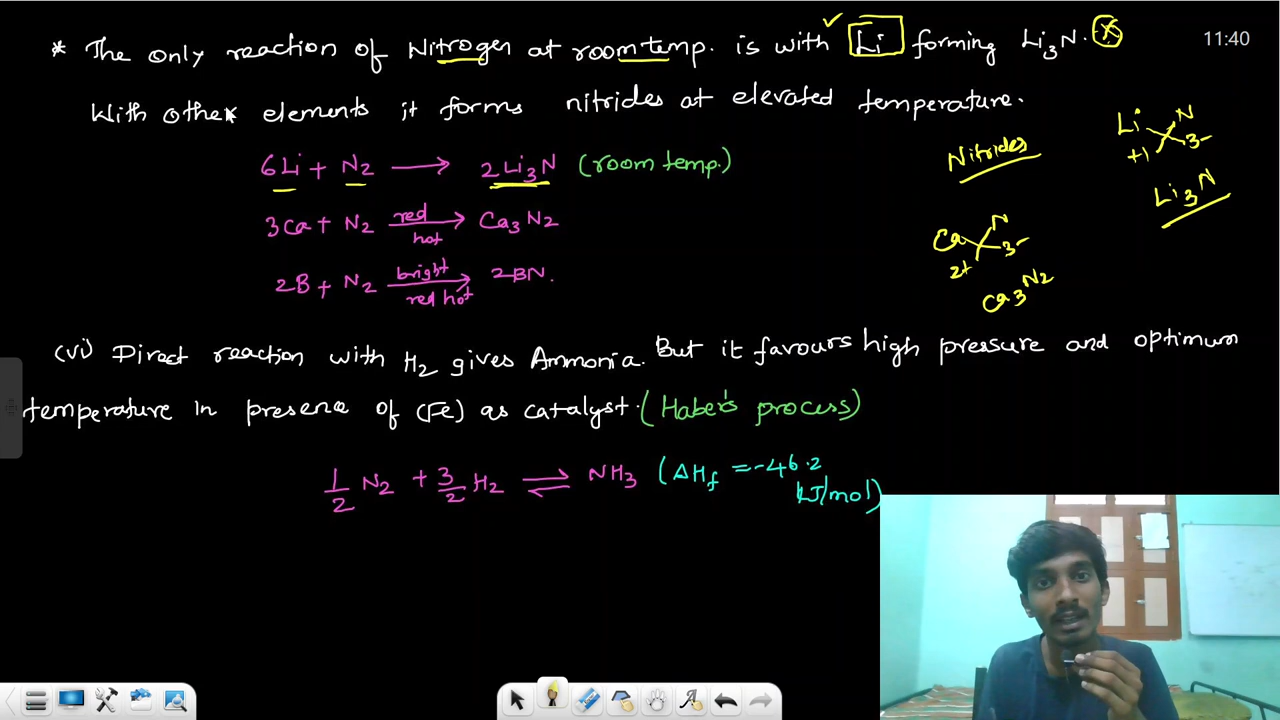 * The only reaction of Nitrogen at room temp. is with Li forming Li₃N.
11:40
With other elements it forms nitrides at elevated temperature.
6Li + N₂ → 2Li₃N (room temp.)
3Ca + N₂ red hot → Ca₃N₂
2B + N₂ bright red hot → 2BN.
Nitrides
Li N
+1 3-
Li₃N
Ca N
2+ 3-
Ca₃N₂
(vi) Direct reaction with H₂ gives Ammonia. But it favours high pressure and optimum
temperature in presence of (Fe) as catalyst. (Haber's process)
1/2 N₂ + 3/2 H₂ ⇌ NH₃ (ΔHf = -46.2
kJ/mol)